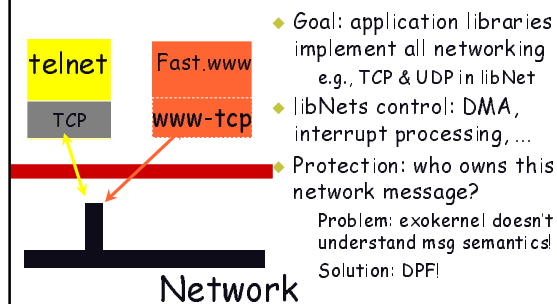 telnet
TCP
Fast.www
www-tcp
Network
Goal: application libraries
implement all networking
e.g., TCP & UDP in libNet
libNets control: DMA,
interrupt processing, ...
Protection: who owns this
network message?
Problem: exokernel doesn't
understand msg semantics!
Solution: DPF!